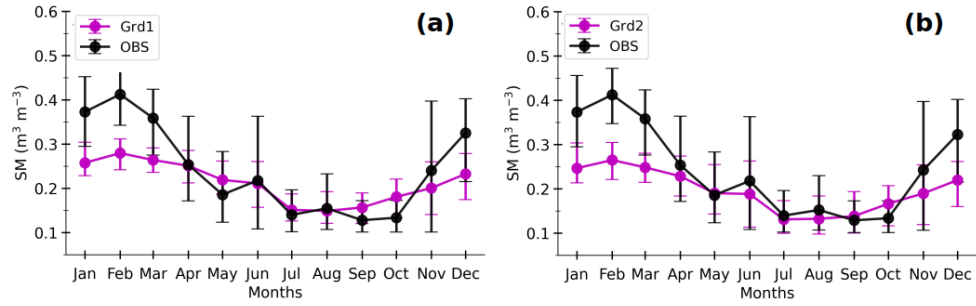 (a)
Grd1
OBS
SM (m³ m⁻³)
0.6
0.5
0.4
0.3
0.2
0.1
Jan Feb Mar Apr May Jun Jul Aug Sep Oct Nov Dec
Months
(b)
Grd2
OBS
SM (m³ m⁻³)
0.6
0.5
0.4
0.3
0.2
0.1
Jan Feb Mar Apr May Jun Jul Aug Sep Oct Nov Dec
Months